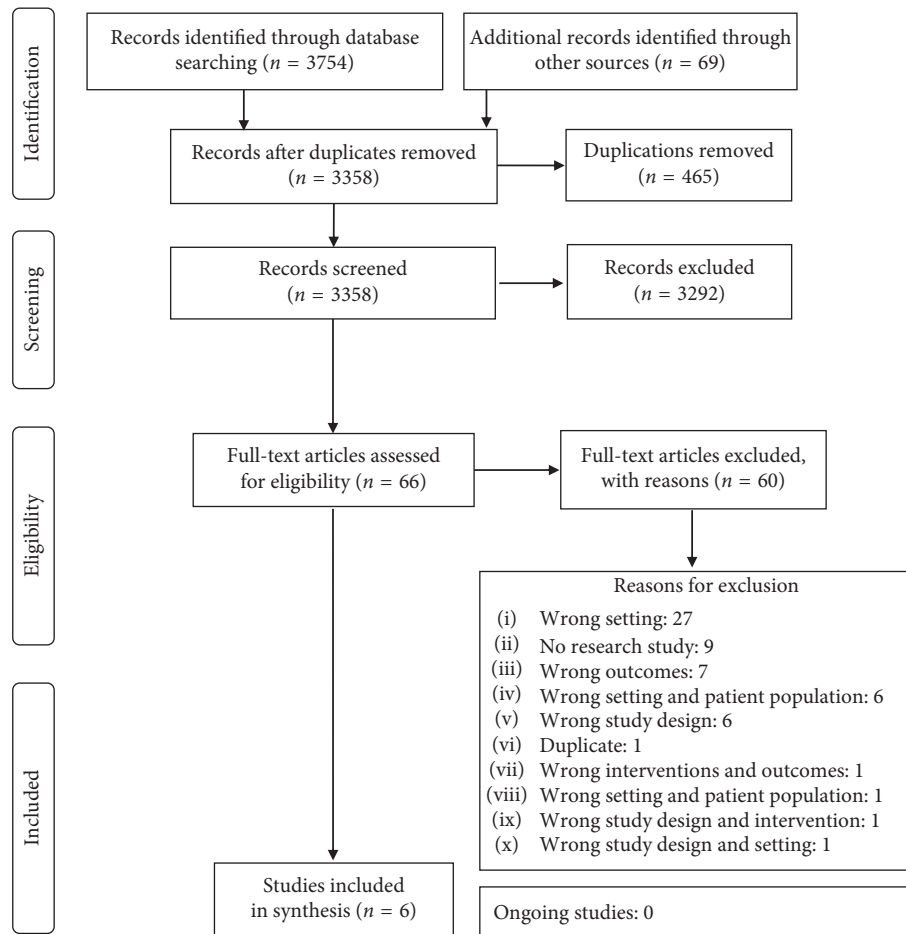 Identification
Records identified through database
searching (n = 3754)
Additional records identified through
other sources (n = 69)
Records after duplicates removed
(n = 3358)
Duplications removed
(n = 465)
Screening
Records screened
(n = 3358)
Records excluded
(n = 3292)
Eligibility
Full-text articles assessed
for eligibility (n = 66)
Full-text articles excluded,
with reasons (n = 60)
Reasons for exclusion
(i) Wrong setting: 27
(ii) No research study: 9
(iii) Wrong outcomes: 7
(iv) Wrong setting and patient population: 6
(v) Wrong study design: 6
(vi) Duplicate: 1
(vii) Wrong interventions and outcomes: 1
(viii) Wrong setting and patient population: 1
(ix) Wrong study design and intervention: 1
(x) Wrong study design and setting: 1
Included
Studies included
in synthesis (n = 6)
Ongoing studies: 0